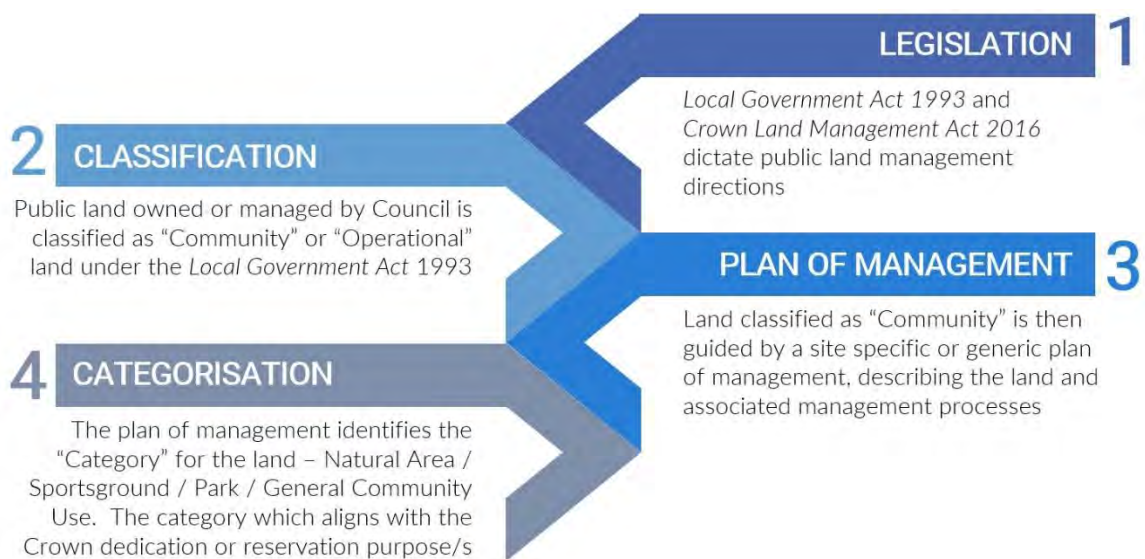 1
LEGISLATION
Local Government Act 1993 and
Crown Land Management Act 2016
dictate public land management
directions
2
CLASSIFICATION
Public land owned or managed by Council is
classified as “Community” or “Operational”
land under the Local Government Act 1993
3
PLAN OF MANAGEMENT
Land classified as “Community” is then
guided by a site specific or generic plan
of management, describing the land and
associated management processes
4
CATEGORISATION
The plan of management identifies the
“Category” for the land – Natural Area /
Sportsground / Park / General Community
Use. The category which aligns with the
Crown dedication or reservation purpose/s